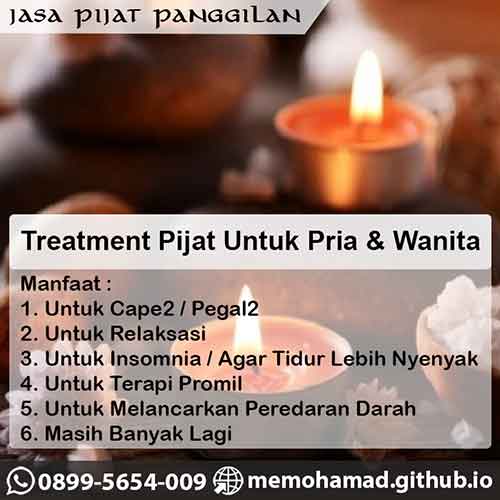 JASA PIJAT PANGGILAN
Treatment Pijat Untuk Pria & Wanita
Manfaat :
1. Untuk Cape2 / Pegal2
2. Untuk Relaksasi
3. Untuk Insomnia / Agar Tidur Lebih Nyenyak
4. Untuk Terapi Promil
5. Untuk Melancarkan Peredaran Darah
6. Masih Banyak Lagi
0899-5654-009 memohamad.github.io